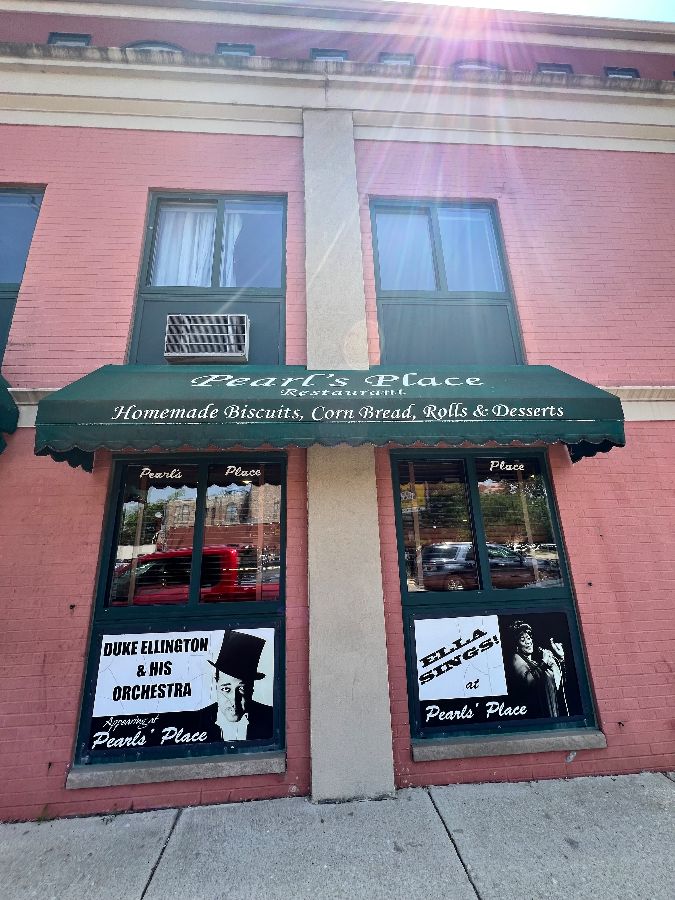 Pearl's Place
Restaurant
Homemade Biscuits, Corn Bread, Rolls & Desserts
Pearl's Place
Place
DUKE ELLINGTON
& HIS
ORCHESTRA
Appearing at
Pearls' Place
ELLA
SINGS!
at
Pearls' Place